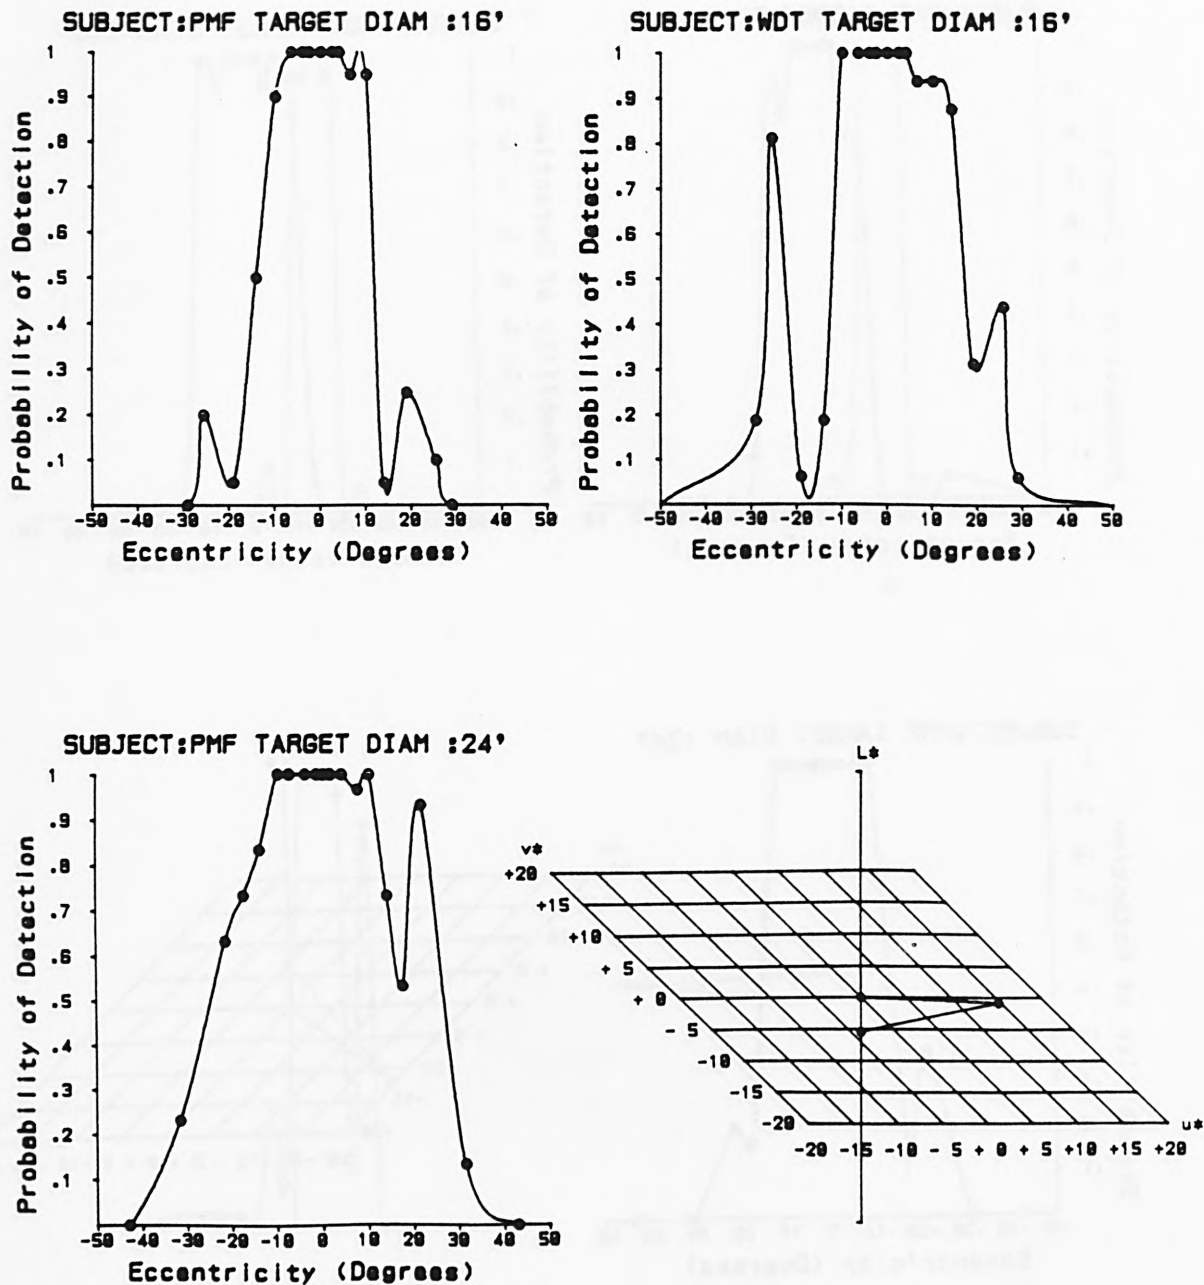 SUBJECT:PMF TARGET DIAM :16'
Probability of Detection
1
.9
.8
.7
.6
.5
.4
.3
.2
.1
-50 -40 -30 -20 -10 0 10 20 30 40 50
Eccentricity (Degrees)
SUBJECT:WDT TARGET DIAM :16'
Probability of Detection
1
.9
.8
.7
.6
.5
.4
.3
.2
.1
-50 -40 -30 -20 -10 0 10 20 30 40 50
Eccentricity (Degrees)
SUBJECT:PMF TARGET DIAM :24'
Probability of Detection
1
.9
.8
.7
.6
.5
.4
.3
.2
.1
-50 -40 -30 -20 -10 0 10 20 30 40 50
Eccentricity (Degrees)
L*
v*
+20
+15
+10
+ 5
+ 0
- 5
-10
-15
-20
-20 -15 -10 - 5 + 0 + 5 +10 +15 +20
u*